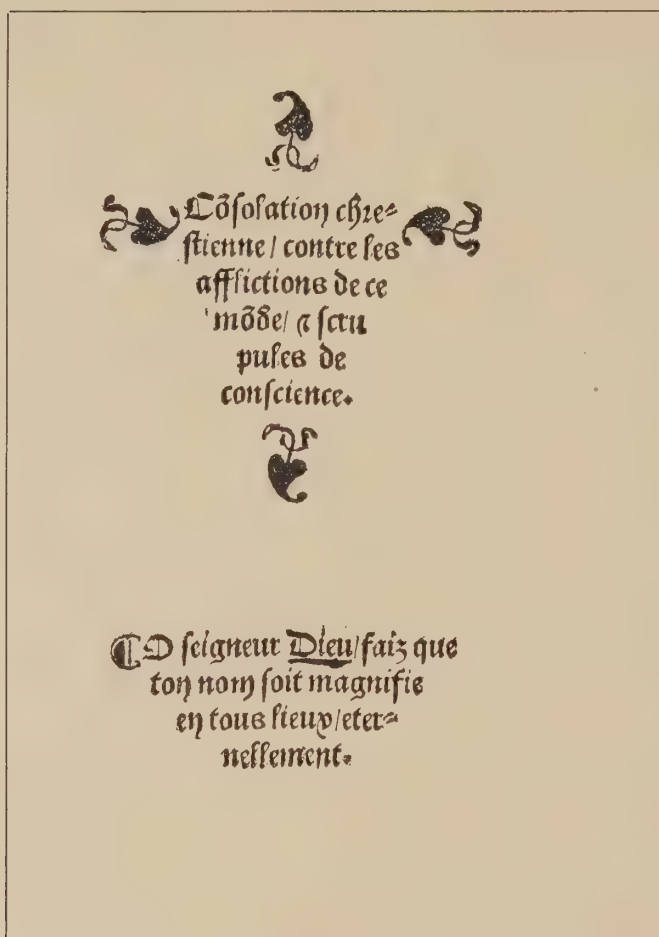 Cõsolation chre⸗
stienne / contre les
afflictions de ce
mõde / ⁊ scru
pules de
conscience.
¶ O seigneur Dieu / faiz que
ton nom soit magnifie
en tous lieux / eter⸗
nellement.